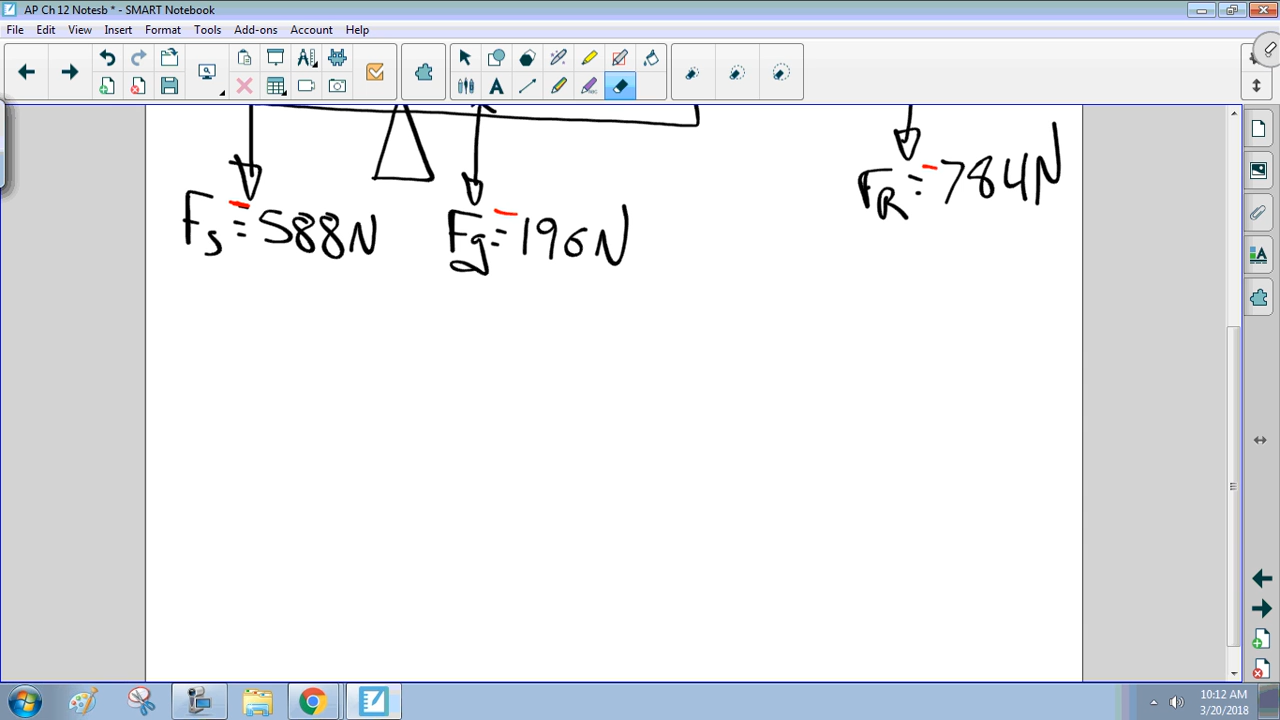 AP Ch 12 Notesb * - SMART Notebook
File Edit View Insert Format Tools Add-ons Account Help
FR = -784N
Fs = -588N Fg = -196N
10:12 AM
3/20/2018